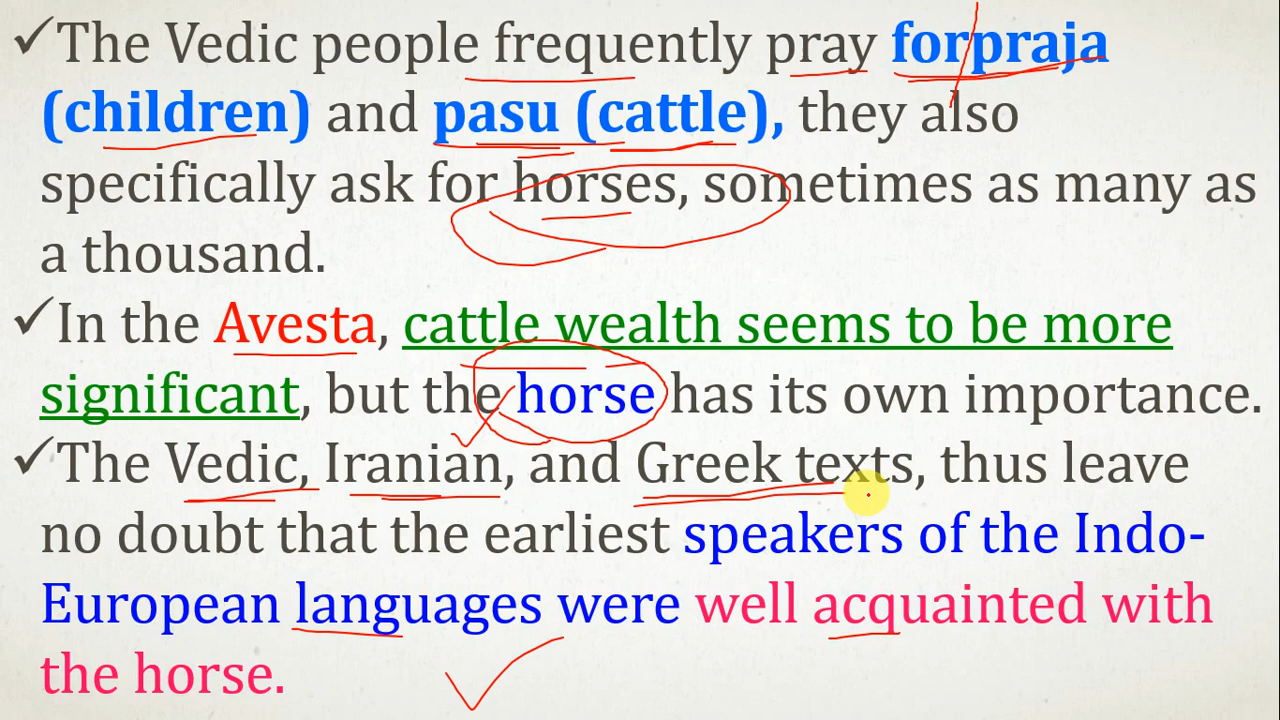 ✓The Vedic people frequently pray forpraja
(children) and pasu (cattle), they also
specifically ask for horses, sometimes as many as
a thousand.
✓In the Avesta, cattle wealth seems to be more
significant, but the horse has its own importance.
✓The Vedic, Iranian, and Greek texts, thus leave
no doubt that the earliest speakers of the Indo-
European languages were well acquainted with
the horse.